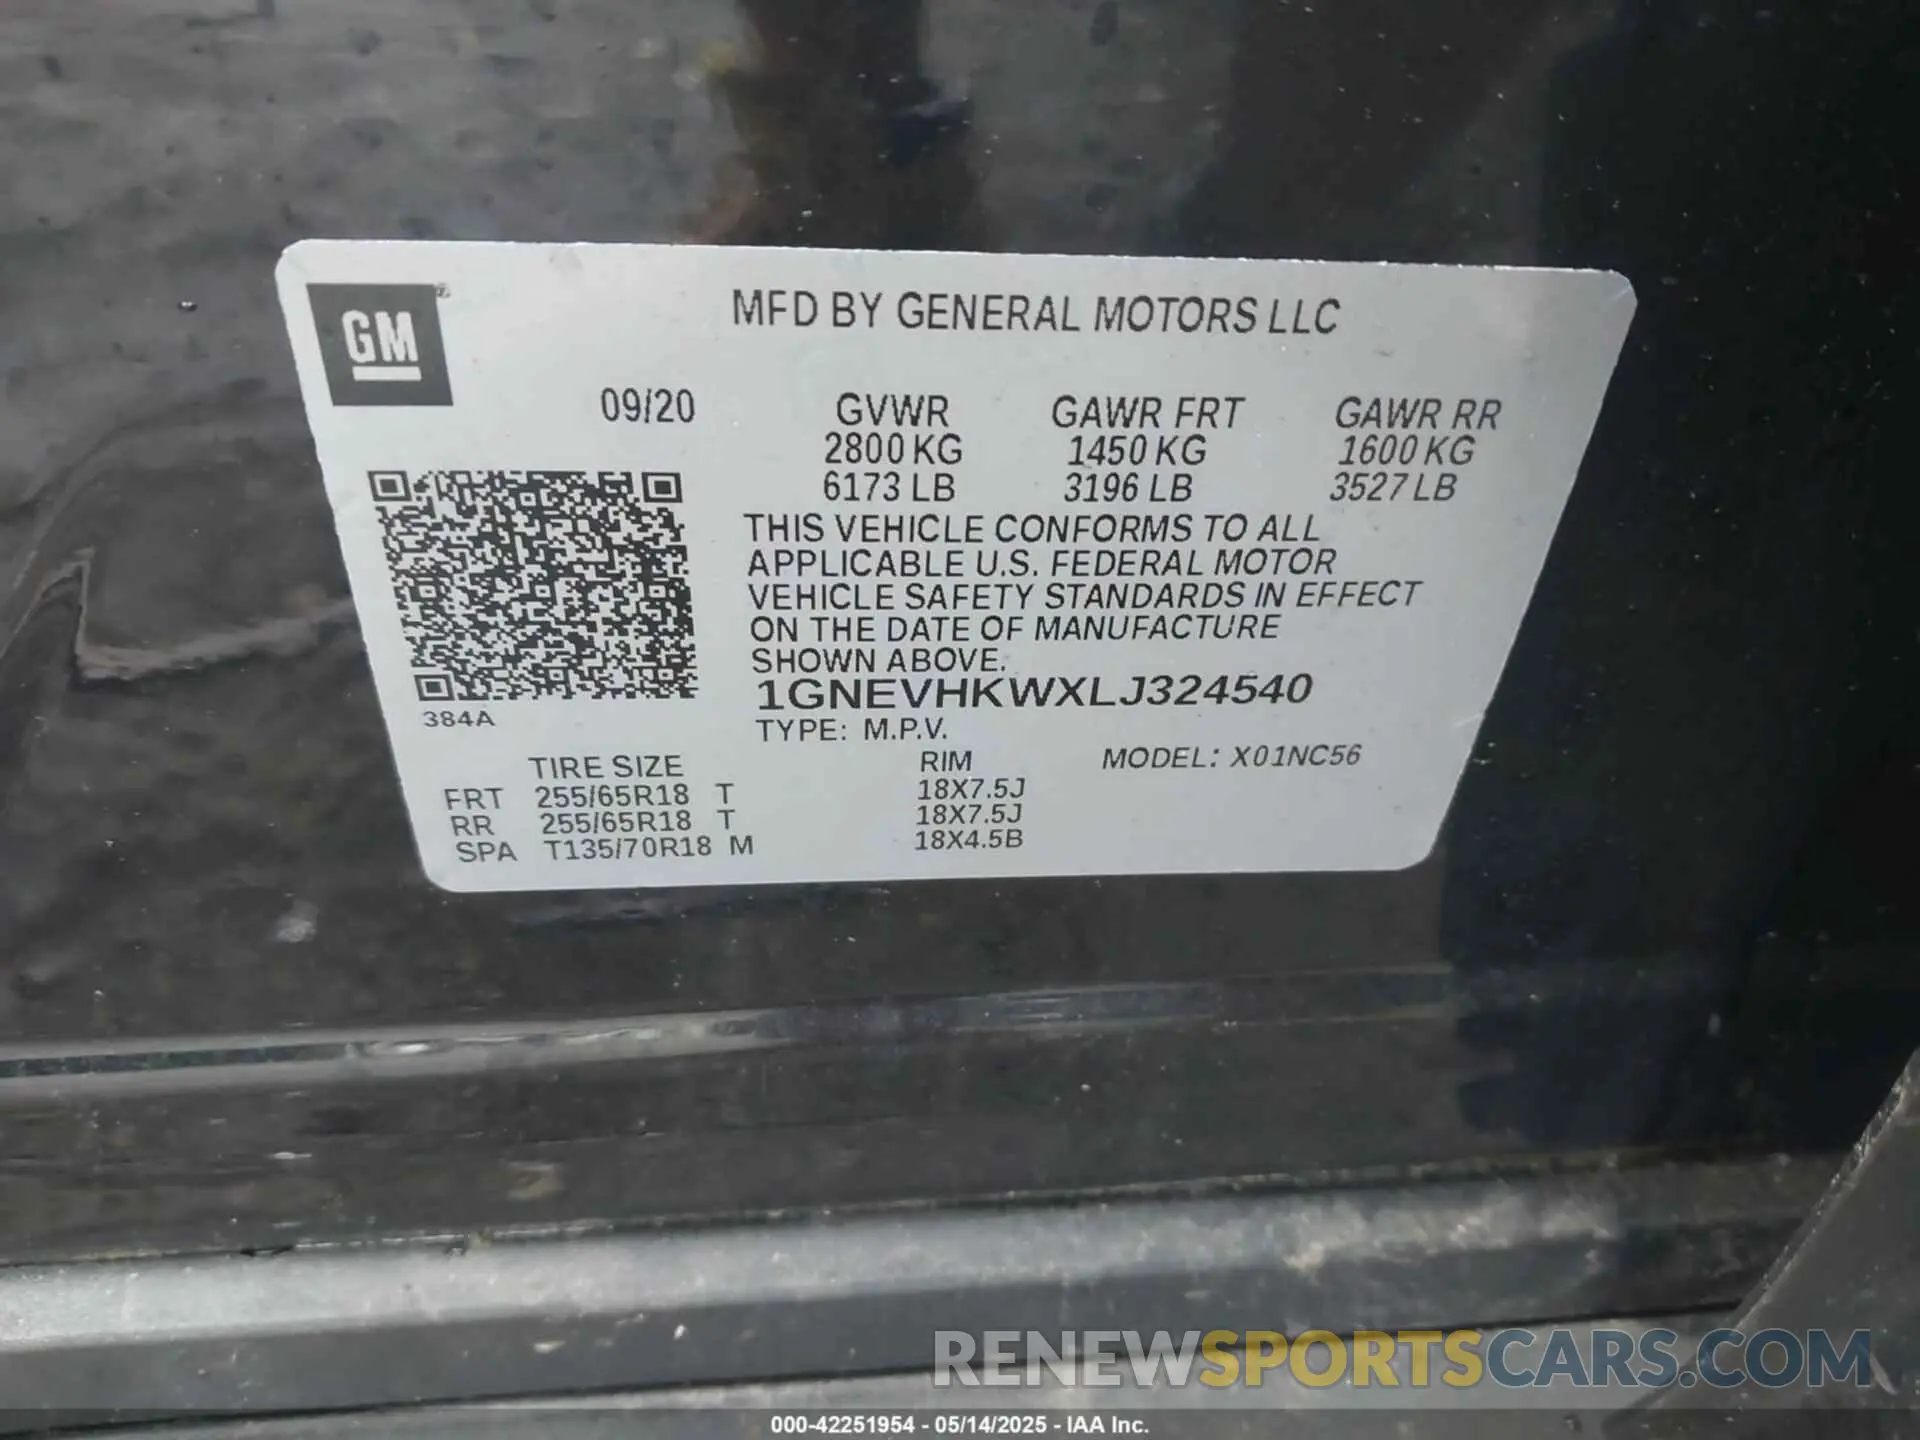 GM
MFD BY GENERAL MOTORS LLC
09/20 GVWR GAWR FRT GAWR RR
2800 KG 1450 KG 1600 KG
6173 LB 3196 LB 3527 LB
THIS VEHICLE CONFORMS TO ALL
APPLICABLE U.S. FEDERAL MOTOR
VEHICLE SAFETY STANDARDS IN EFFECT
ON THE DATE OF MANUFACTURE
SHOWN ABOVE.
1GNEVHKWXLJ324540
384A
TYPE: M.P.V.
TIRE SIZE RIM MODEL: X01NC56
FRT 255/65R18 T 18X7.5J
RR 255/65R18 T 18X7.5J
SPA T135/70R18 M 18X4.5B
RENEWSPORTSCARS.COM
000-42251954 - 05/14/2025 - IAA Inc.